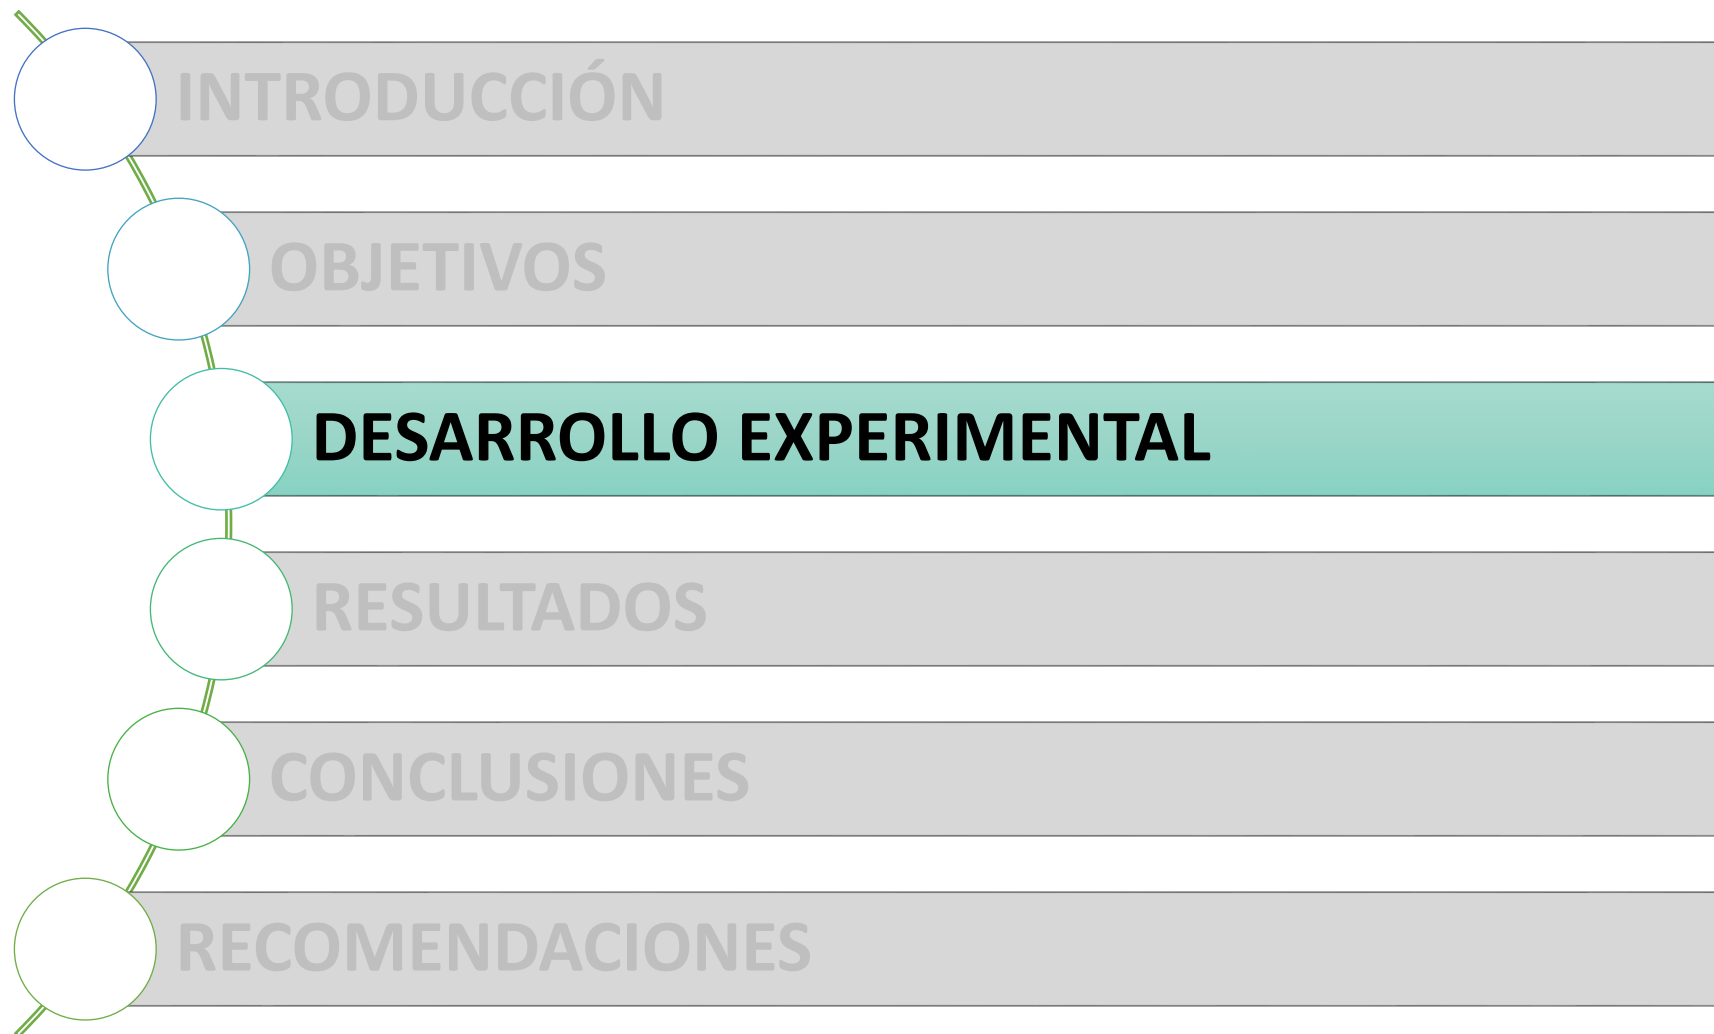 INTRODUCCIÓN
OBJETIVOS
DESARROLLO EXPERIMENTAL
RESULTADOS
CONCLUSIONES
RECOMENDACIONES